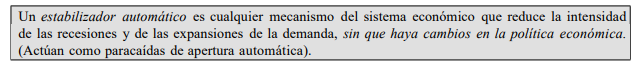 Un estabilizador automático es cualquier mecanismo del sistema económico que reduce la intensidad
de las recesiones y de las expansiones de la demanda, sin que haya cambios en la política económica.
(Actúan como paracaídas de apertura automática).